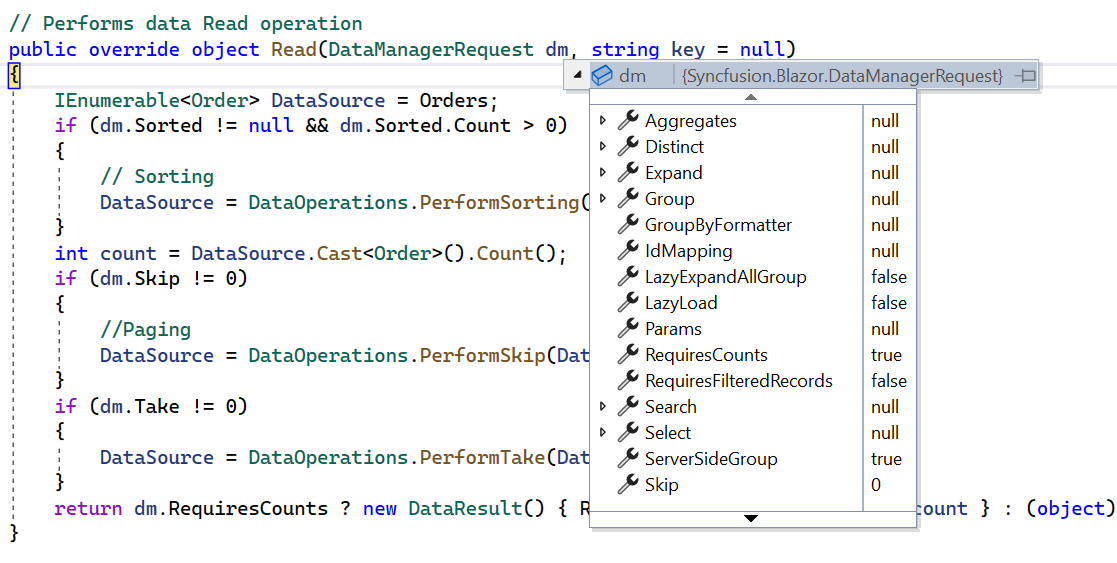 // Performs data Read operation
public override object Read(DataManagerRequest dm, string key = null)
{
dm {Syncfusion.Blazor.DataManagerRequest}
IEnumerable<Order> DataSource = Orders;
if (dm.Sorted != null && dm.Sorted.Count > 0)
{
// Sorting
DataSource = DataOperations.PerformSorting(
}
int count = DataSource.Cast<Order>().Count();
if (dm.Skip != 0)
{
//Paging
DataSource = DataOperations.PerformSkip(Dat
}
if (dm.Take != 0)
{
DataSource = DataOperations.PerformTake(Dat
}
return dm.RequiresCounts ? new DataResult() { R
count } : (object)
}
Aggregates null
Distinct null
Expand null
Group null
GroupByFormatter null
IdMapping null
LazyExpandAllGroup false
LazyLoad false
Params null
RequiresCounts true
RequiresFilteredRecords false
Search null
Select null
ServerSideGroup true
Skip 0